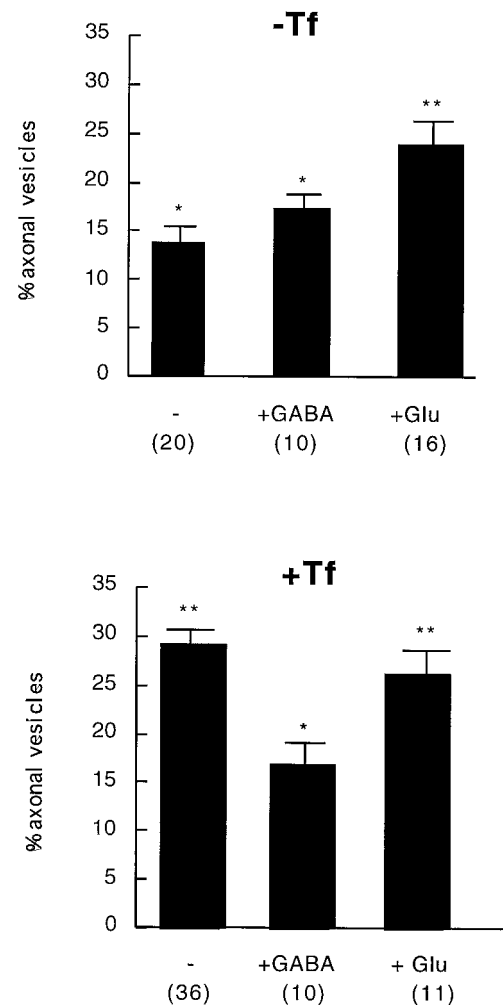 -Tf
35
30
25
20
15
10
5
0
%axonal vesicles
**
*
*
- +GABA +Glu
(20) (10) (16)
+Tf
35
30
25
20
15
10
5
0
%axonal vesicles
** **
*
- +GABA + Glu
(36) (10) (11)